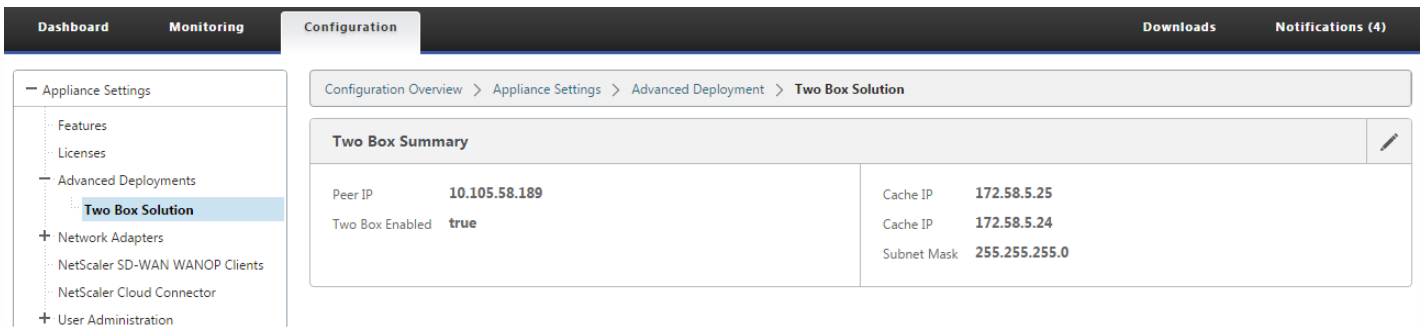 Dashboard Monitoring Configuration Downloads Notifications (4)
Appliance Settings
Features
Licenses
Advanced Deployments
Two Box Solution
Network Adapters
NetScaler SD-WAN WANOP Clients
NetScaler Cloud Connector
User Administration
Configuration Overview > Appliance Settings > Advanced Deployment > Two Box Solution
Two Box Summary
Peer IP 10.105.58.189
Two Box Enabled true
Cache IP 172.58.5.25
Cache IP 172.58.5.24
Subnet Mask 255.255.255.0